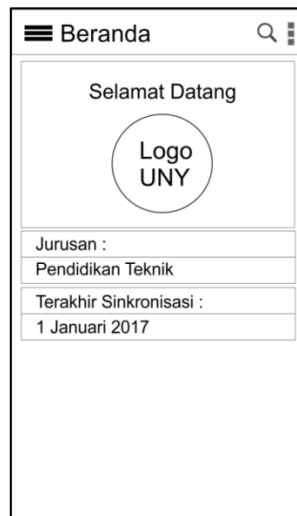 Beranda
Selamat Datang
Logo
UNY
Jurusan :
Pendidikan Teknik
Terakhir Sinkronisasi :
1 Januari 2017